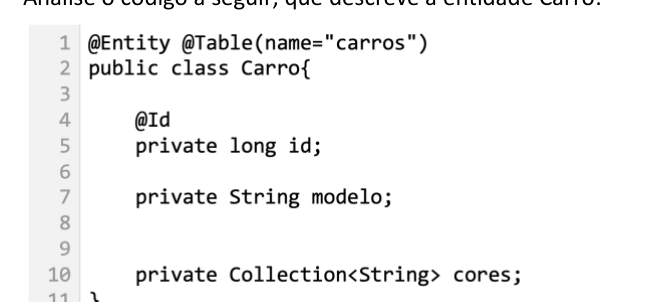 Analise o código a seguir, que descreve a entidade Carro:
1 @Entity @Table(name="carros")
2 public class Carro{
3
4 @Id
5 private long id;
6
7 private String modelo;
8
9
10 private Collection<String> cores;
11 }